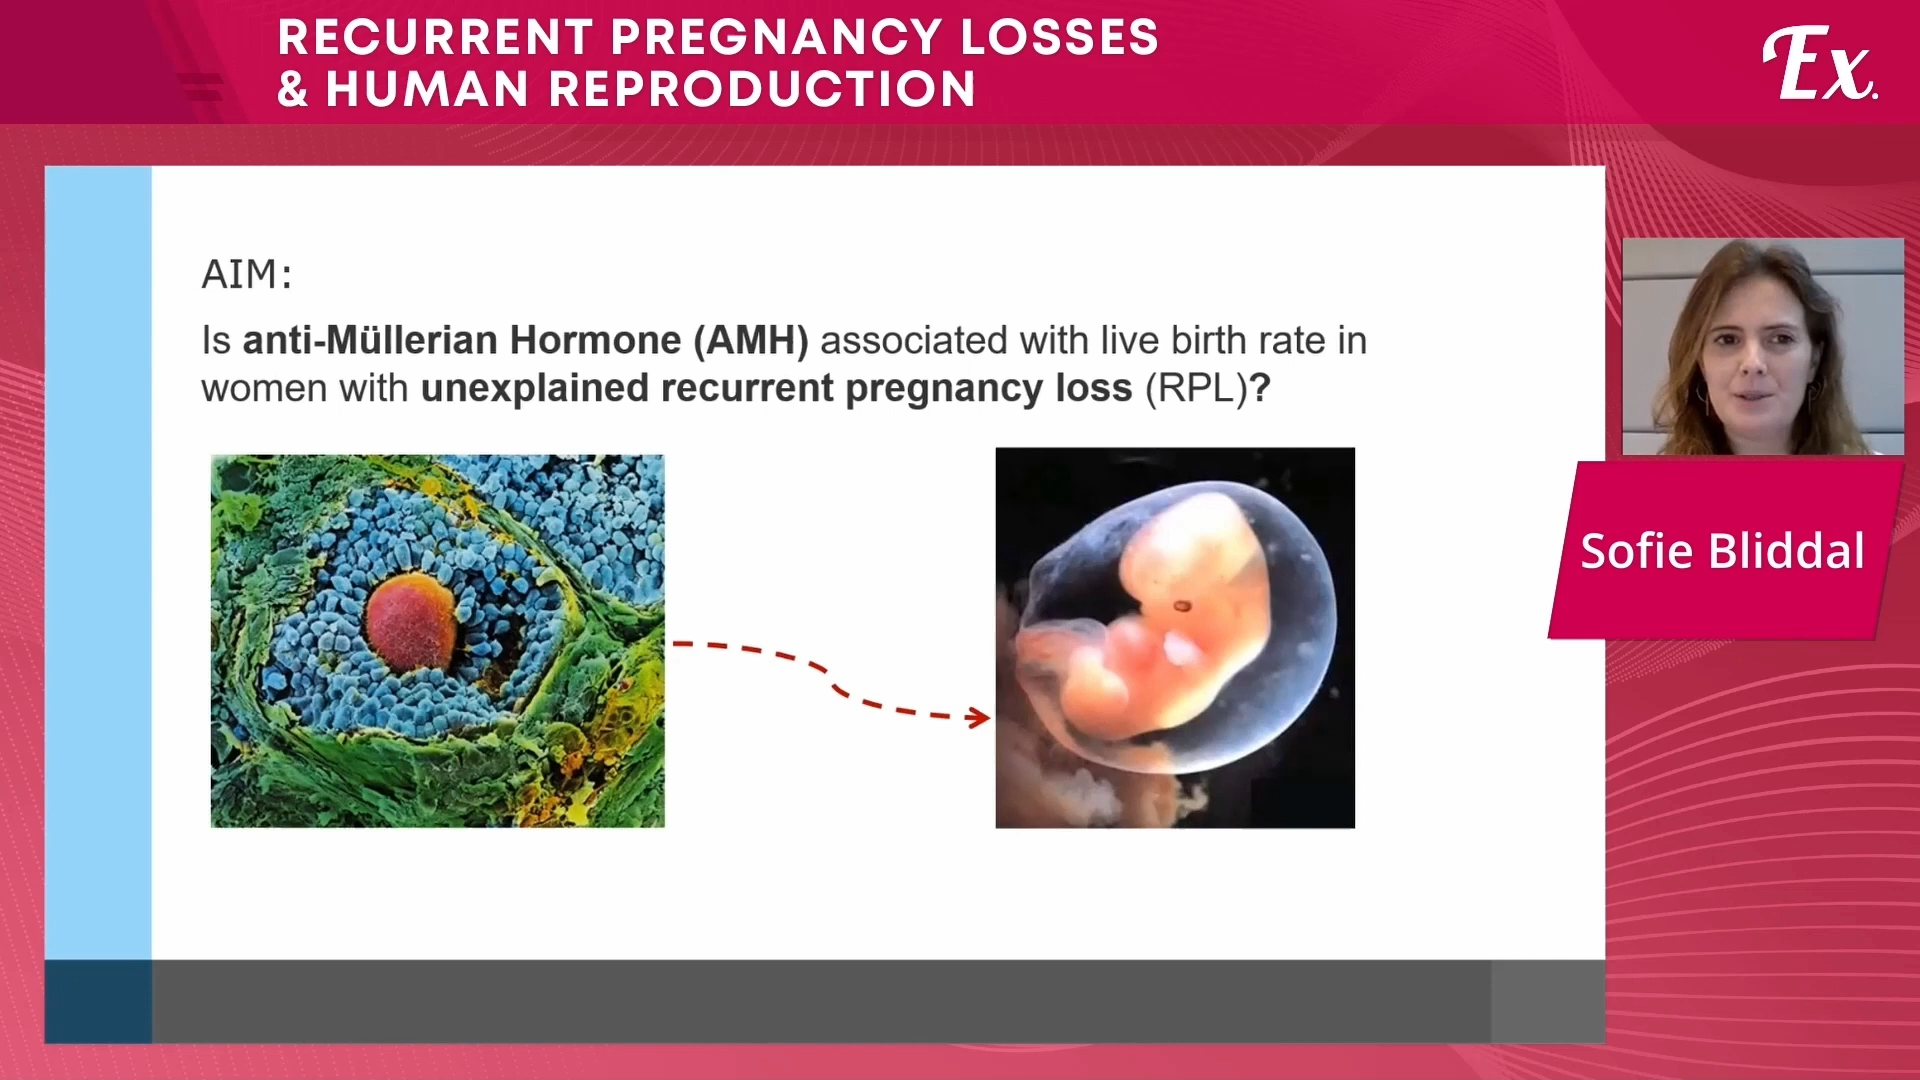 RECURRENT PREGNANCY LOSSES
& HUMAN REPRODUCTION
Ex.
AIM:
Is anti-Müllerian Hormone (AMH) associated with live birth rate in
women with unexplained recurrent pregnancy loss (RPL)?
Sofie Bliddal